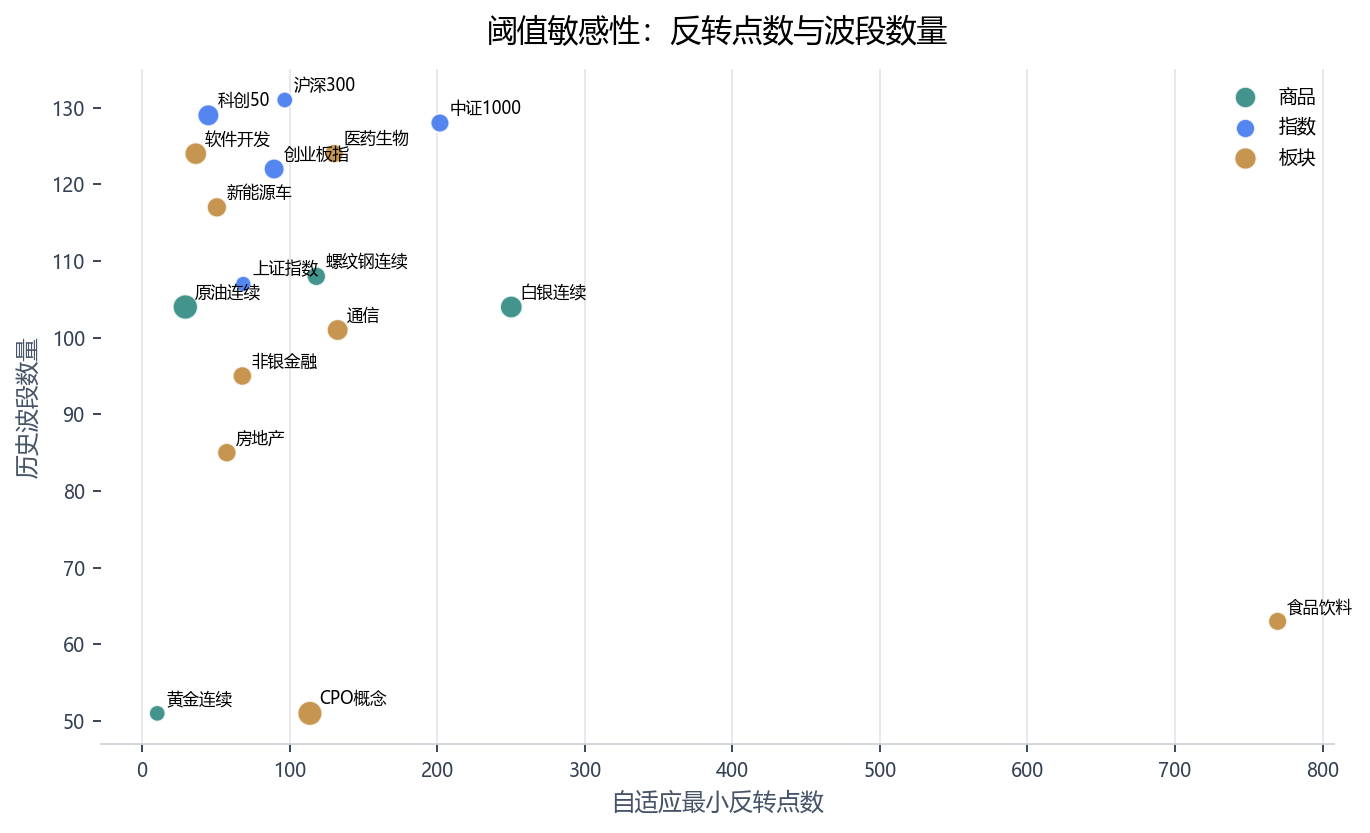 阈值敏感性：反转点数与波段数量
沪深300
科创50
中证1000
软件开发
医药生物
创业板指
新能源车
上证指数
螺纹钢连续
原油连续
白银连续
通信
非银金融
房地产
食品饮料
黄金连续
CPO概念
商品
指数
板块
历史波段数量
130
120
110
100
90
80
70
60
50
0 100 200 300 400 500 600 700 800
自适应最小反转点数